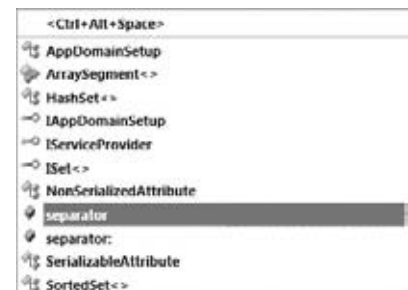 <Ctrl+Alt+Space>
AppDomainSetup
ArraySegment<>
HashSet<>
IAppDomainSetup
IServiceProvider
ISet<>
NonSerializedAttribute
separator
separator:
SerializableAttribute
SortedSet<>